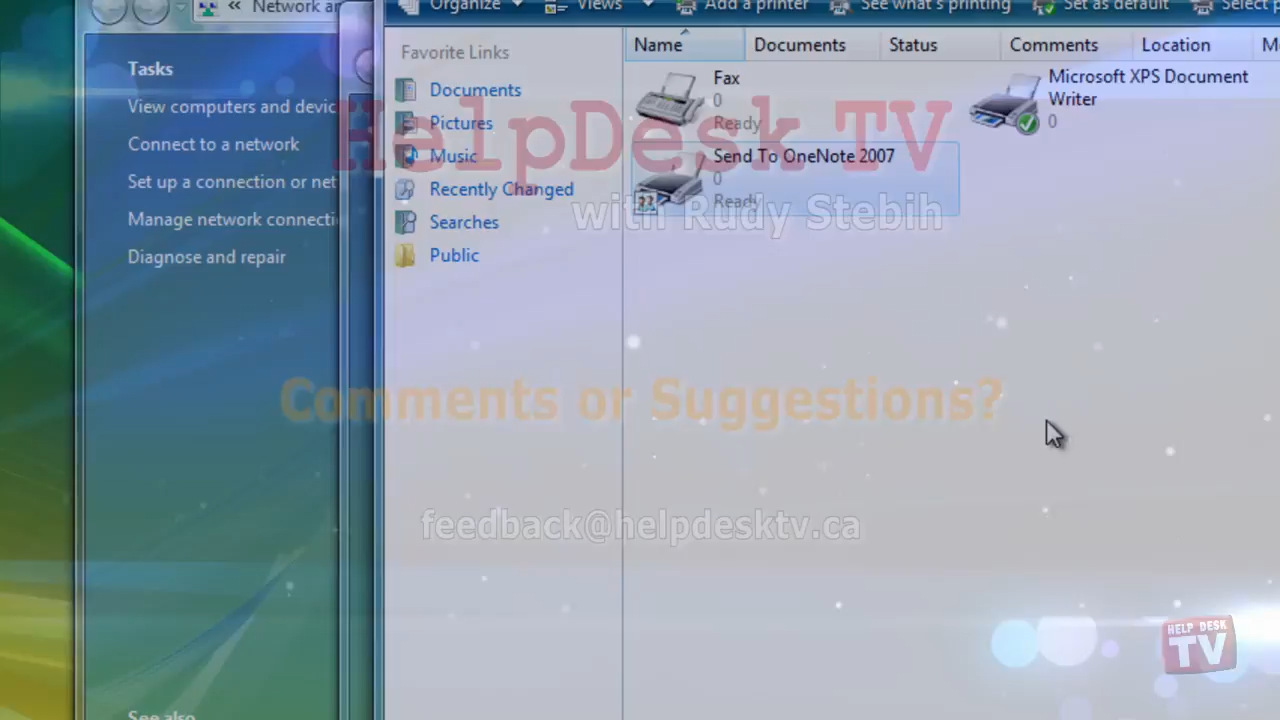 Organize
Views
Add a printer
See what's printing
Set as default
Network
Tasks
View computers and devic
Connect to a network
Set up a connection or net
Manage network connecti
Diagnose and repair
See also
Favorite Links
Documents
Pictures
Music
Recently Changed
Searches
Public
Name
Documents
Status
Comments
Location
Fax
0
Ready
Microsoft XPS Document
Writer
0
Send To OneNote 2007
0
Ready
HelpDesk TV
with Rudy Stebih
Comments or Suggestions?
feedback@helpdesktv.ca
HELP DESK
TV